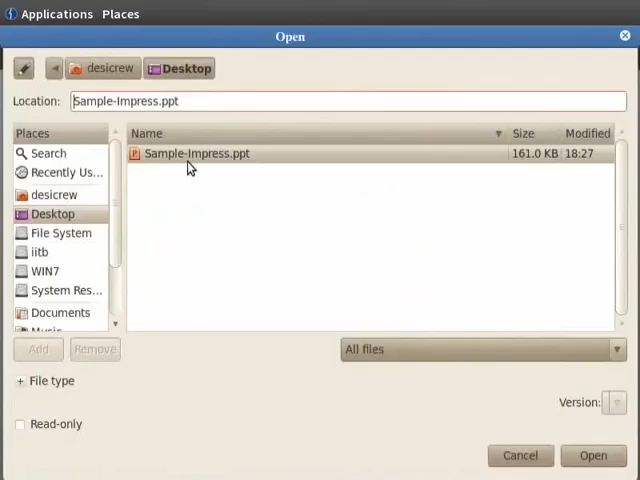 Applications Places
Open
desicrew Desktop
Location: Sample-Impress.ppt
Places Name Size Modified
Search Sample-Impress.ppt 161.0 KB 18:27
Recently Us...
desicrew
Desktop
File System
iitb
WIN7
System Res...
Documents
Music
Add Remove All files
+ File type
Version:
Read-only
Cancel Open